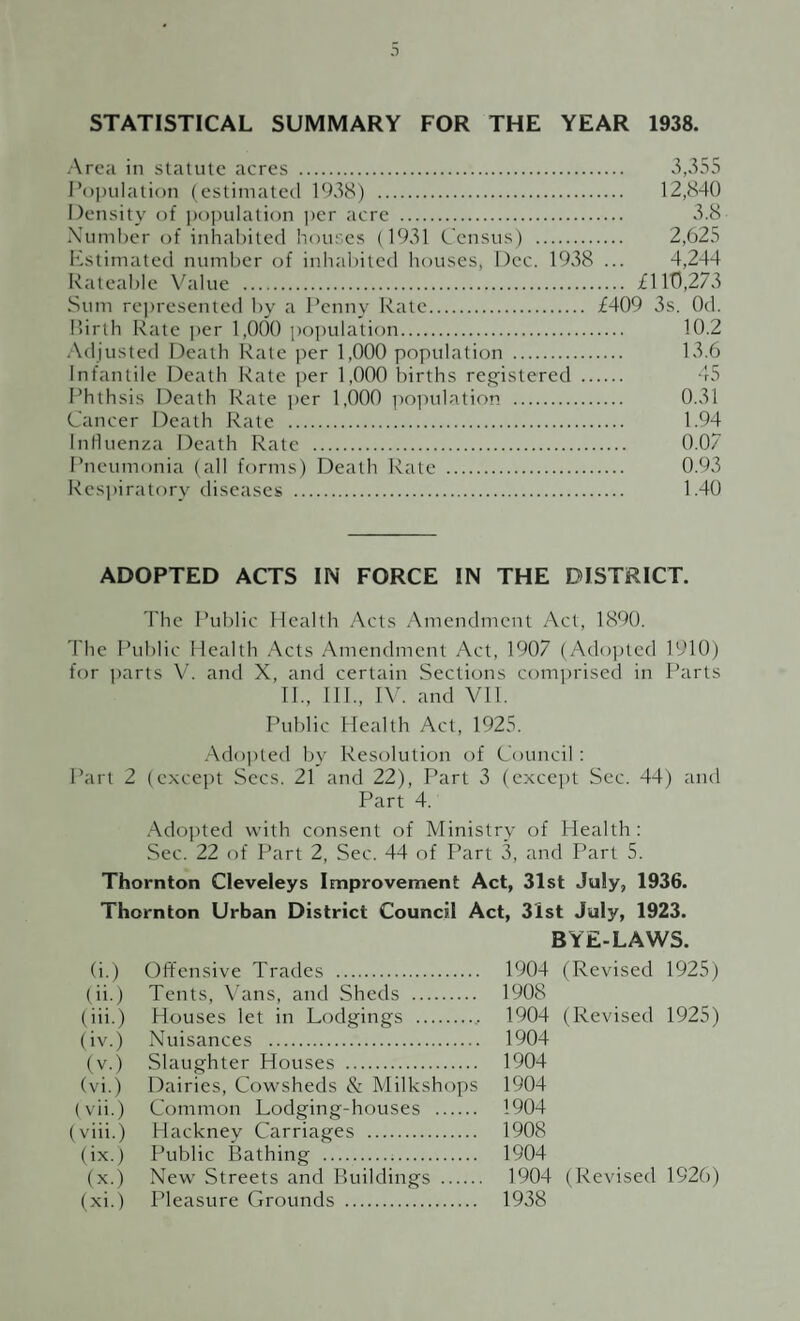 5
STATISTICAL SUMMARY FOR THE YEAR 1938.
Area in statute acres ... 3,355
Population (estimated 1938) ... 12,840
Density of population per acre ... 3.8
Number of inhabited houses (1931 Census) ... 2,625
Estimated number of inhabited houses, Dec. 1938 ... 4,244
Rateable Value ... £110,273
Sum represented by a Penny Rate... £409 3s. 0d.
Birth Rate per 1,000 population... 10.2
Adjusted Death Rate per 1,000 population ... 13.6
Infantile Death Rate per 1,000 births registered ... 45
Phthsis Death Rate per 1,000 population ... 0.31
Cancer Death Rate ... 1.94
Influenza Death Rate ... 0.07
Pneumonia (all forms) Death Rate ... 0.93
Respiratory diseases ... 1.40
ADOPTED ACTS IN FORCE IN THE DISTRICT.
The Public Health Acts Amendment Act, 1890.
The Public Health Acts Amendment Act, 1907 (Adopted 1910)
for parts V. and X, and certain Sections comprised in Parts
II., III., IV. and VII.
Public Health Act, 1925.
Adopted by Resolution of Council:
Part 2 (except Secs. 21 and 22), Part 3 (except Sec. 44) and
Part 4.
Adopted with consent of Ministry of Health:
Sec. 22 of Part 2, Sec. 44 of Part 3, and Part 5.
Thornton Cleveleys Improvement Act, 31st July, 1936.
Thornton Urban District Council Act, 31st July, 1923.
BYE-LAWS.
(i.) Offensive Trades ... 1904 (Revised 1925)
(ii.) Tents, Vans, and Sheds ... 1908
(iii.) Houses let in Lodgings ... 1904 (Revised 1925)
(iv.) Nuisances ... 1904
(v.) Slaughter Houses ... 1904
(vi.) Dairies, Cowsheds & Milkshops 1904
(vii.) Common Lodging-houses ... 1904
(viii.) Hackney Carriages ... 1908
(ix.) Public Bathing ... 1904
(x.) New Streets and Buildings ... 1904 (Revised 1926)
(xi.) Pleasure Grounds ... 1938